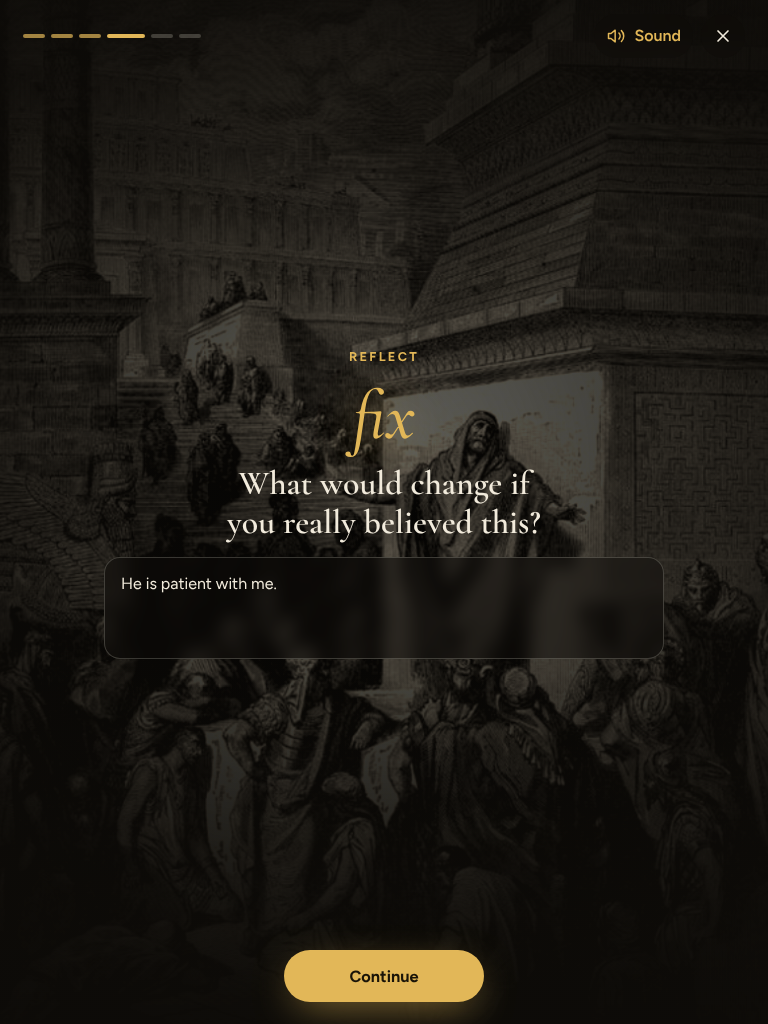 Sound
REFLECT
fix
What would change if
you really believed this?
He is patient with me.
Continue